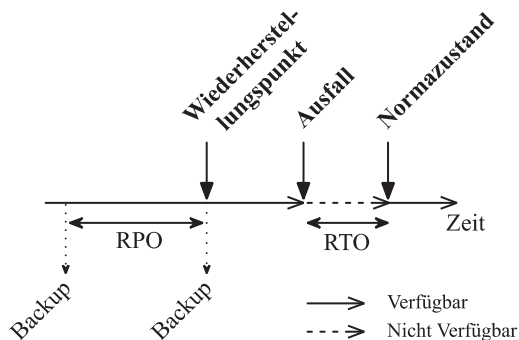 Wiederherstel-
lungspunkt
Ausfall
Normazustand
Zeit
RPO
RTO
Backup
Backup
Verfügbar
Nicht Verfügbar